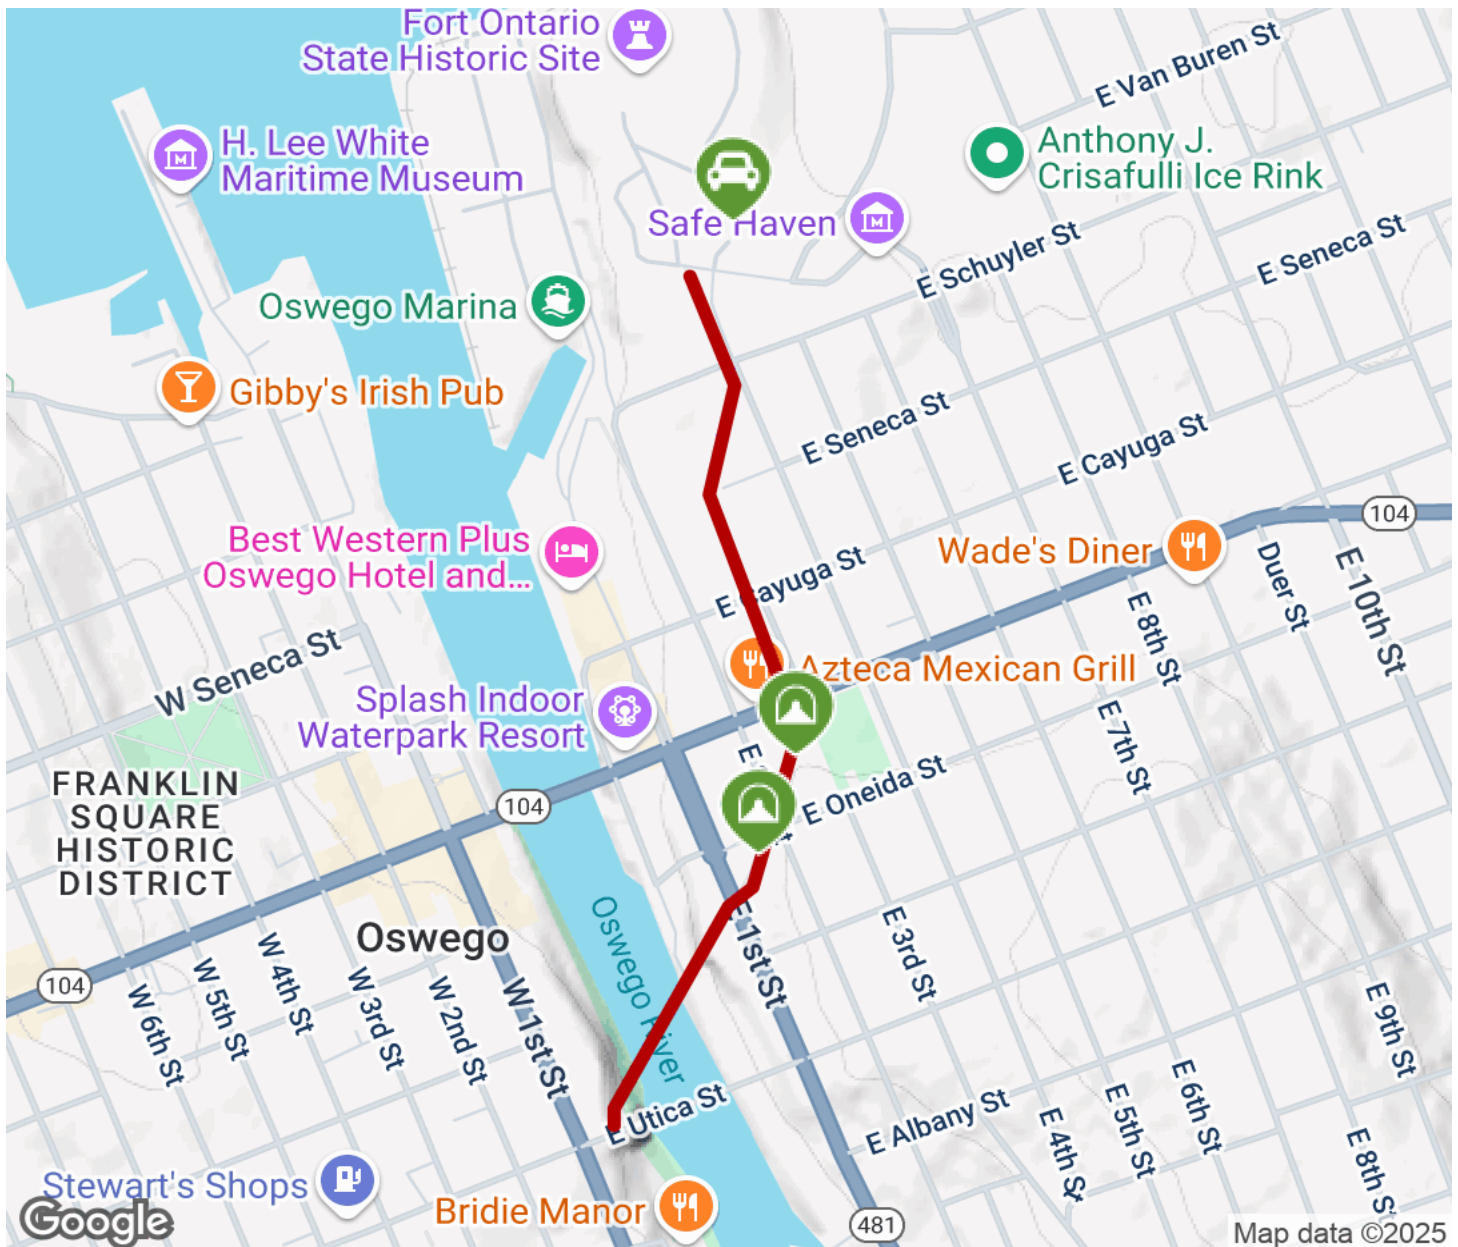 Fort Ontario
State Historic Site
E Van Buren St
H. Lee White
Maritime Museum
M
Anthony J.
Crisafulli Ice Rink
Safe Haven
M
E Schuyler St
E Seneca St
Oswego Marina
Gibby's Irish Pub
E Seneca St
E Cayuga St
104
Best Western Plus
Oswego Hotel and...
Wade's Diner
E Cayuga St
Duer St
E 10th St
E 8th St
W Seneca St
Azteca Mexican Grill
Splash Indoor
Waterpark Resort
E 7th St
E Oneida St
FRANKLIN
SQUARE
HISTORIC
DISTRICT
104
Oswego
Oswego River
E 1st St
E 3rd St
104
W 6th St
W 5th St
W 4th St
W 3rd St
W 2nd St
W 1st St
E 9th St
E Utica St
E Albany St
E 4th St
E 5th St
E 6th St
E 8th St
Stewart's Shops
Bridie Manor
481
Google
Map data ©2025